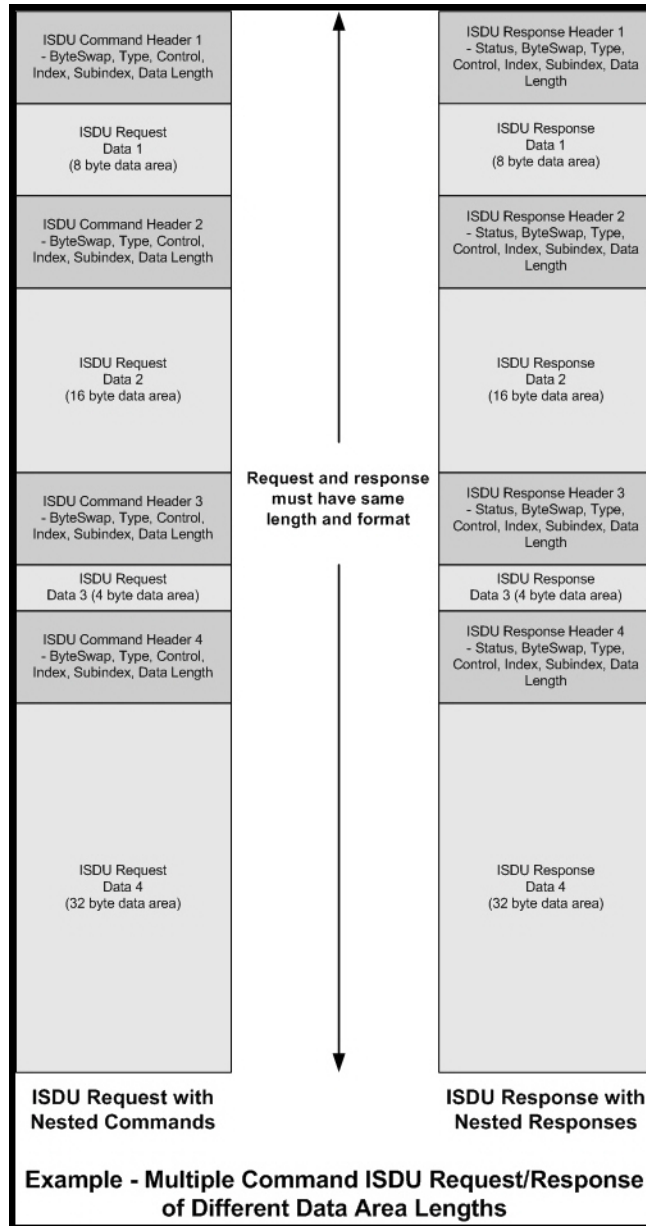 ISDU Command Header 1
- ByteSwap, Type, Control,
Index, Subindex, Data Length
ISDU Request
Data 1
(8 byte data area)
ISDU Command Header 2
- ByteSwap, Type, Control,
Index, Subindex, Data Length
ISDU Request
Data 2
(16 byte data area)
ISDU Command Header 3
- ByteSwap, Type, Control,
Index, Subindex, Data Length
ISDU Request
Data 3 (4 byte data area)
ISDU Command Header 4
- ByteSwap, Type, Control,
Index, Subindex, Data Length
ISDU Request
Data 4
(32 byte data area)
ISDU Request with
Nested Commands
Request and response
must have same
length and format
ISDU Response Header 1
- Status, ByteSwap, Type,
Control, Index, Subindex, Data
Length
ISDU Response
Data 1
(8 byte data area)
ISDU Response Header 2
- Status, ByteSwap, Type,
Control, Index, Subindex, Data
Length
ISDU Response
Data 2
(16 byte data area)
ISDU Response Header 3
- Status, ByteSwap, Type,
Control, Index, Subindex, Data
Length
ISDU Response
Data 3 (4 byte data area)
ISDU Response Header 4
- Status, ByteSwap, Type,
Control, Index, Subindex, Data
Length
ISDU Response
Data 4
(32 byte data area)
ISDU Response with
Nested Responses
Example - Multiple Command ISDU Request/Response
of Different Data Area Lengths